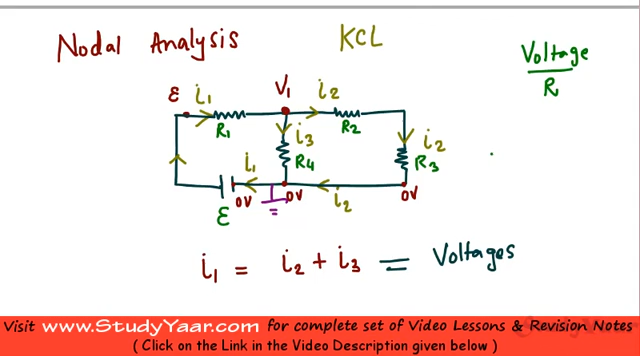 Nodal Analysis KCL
Voltage
R
ε i₁ V₁ i₂
R₁ R₂
i₃ i₂
R₄ R₃
i₁
0V 0V i₂ 0V
ε
i₁ = i₂ + i₃ = Voltages
Visit www.StudyYaar.com for complete set of Video Lessons & Revision Notes
( Click on the Link in the Video Description given below )